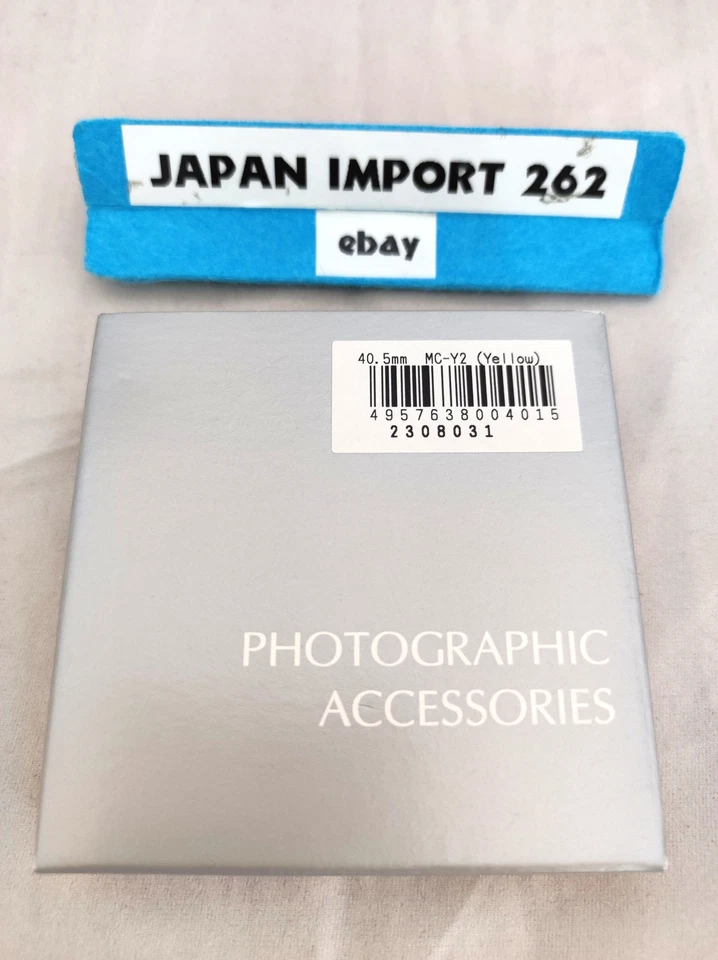 JAPAN IMPORT 262
ebay
40.5mm MC-Y2 (Yellow)
4957638004015
2308031
PHOTOGRAPHIC
ACCESSORIES